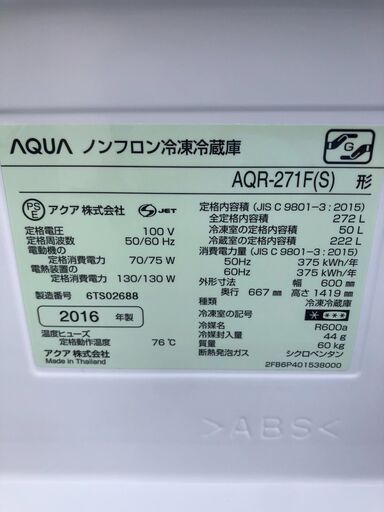 AQUA ノンフロン冷凍冷蔵庫
G
AQR-271F(S) 形
PS
E
アクア 株式会社
S JET
定格電圧 100 V
定格周波数 50/60 Hz
電動機の
定格消費電力 70/75 W
電熱装置の
定格消費電力 130/130 W
製造番号 6TS02688
2016 年製
温度ヒューズ
定格動作温度 76℃
アクア 株式会社
Made in Thailand
定格内容積 (JIS C 9801-3 : 2015)
全定格内容積 272 L
冷凍室の定格内容積 50 L
冷蔵室の定格内容積 222 L
消費電力量 (JIS C 9801-3 : 2015)
50Hz 375 kWh/年
60Hz 375 kWh/年
外形寸法 幅 600 mm
奥行 667 mm 高さ 1419 mm
種類 冷凍冷蔵庫
冷凍室の記号
冷媒名 R600a
冷媒封入量 44 g
質量 60 kg
断熱発泡ガス シクロペンタン
2FB6P401538000
>ABS<